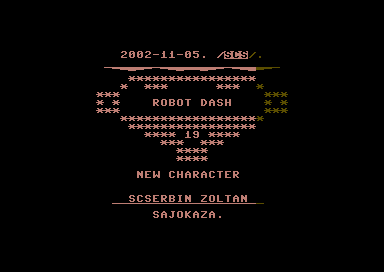 2002-11-05. /SCS/.
ROBOT DASH
19
NEW CHARACTER
SCSERBIN ZOLTAN
SAJOKAZA.